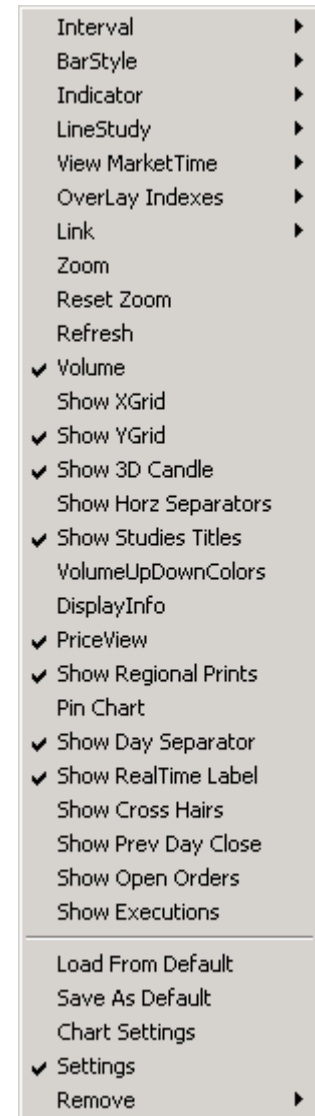 Interval
BarStyle
Indicator
LineStudy
View MarketTime
OverLay Indexes
Link
Zoom
Reset Zoom
Refresh
Volume
Show XGrid
Show YGrid
Show 3D Candle
Show Horz Separators
Show Studies Titles
VolumeUpDownColors
DisplayInfo
PriceView
Show Regional Prints
Pin Chart
Show Day Separator
Show RealTime Label
Show Cross Hairs
Show Prev Day Close
Show Open Orders
Show Executions
Load From Default
Save As Default
Chart Settings
Settings
Remove